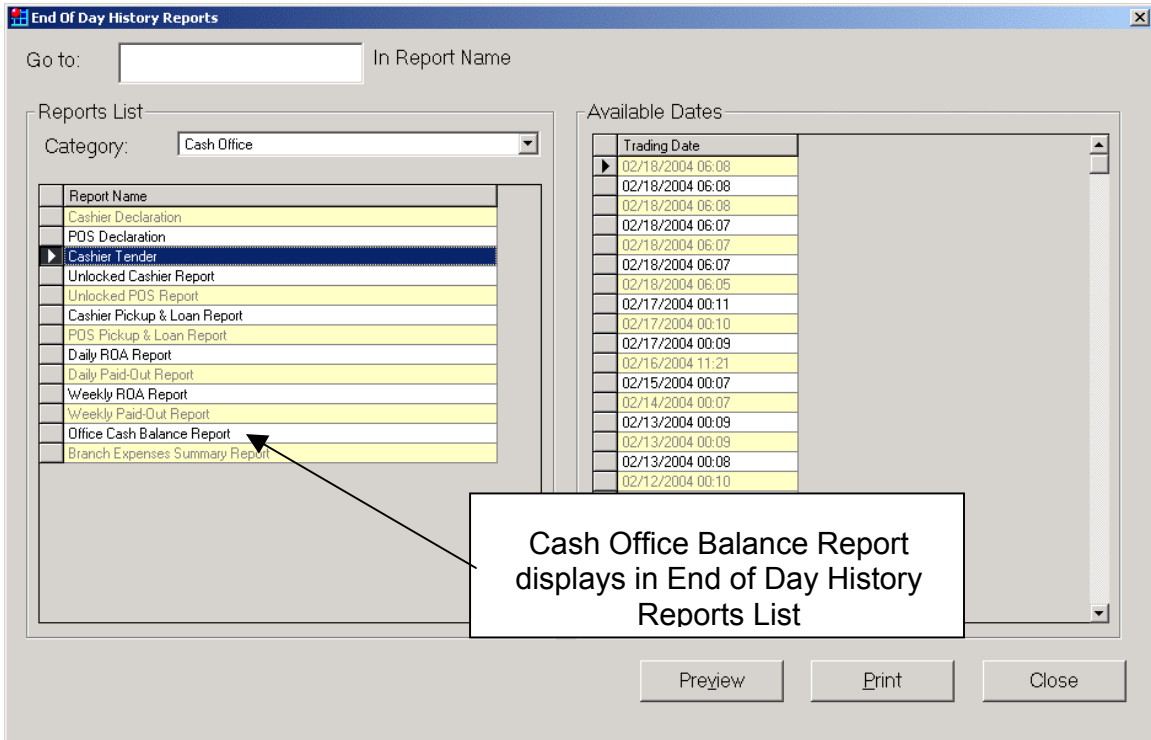 End Of Day History Reports
Go to:
In Report Name
Reports List
Category:
Cash Office
Report Name
Cashier Declaration
POS Declaration
Cashier Tender
Unlocked Cashier Report
Unlocked POS Report
Cashier Pickup & Loan Report
POS Pickup & Loan Report
Daily ROA Report
Daily Paid-Out Report
Weekly ROA Report
Weekly Paid-Out Report
Office Cash Balance Report
Branch Expenses Summary Report
Available Dates
Trading Date
02/18/2004 06:08
02/18/2004 06:08
02/18/2004 06:08
02/18/2004 06:07
02/18/2004 06:07
02/18/2004 06:07
02/18/2004 06:05
02/17/2004 00:11
02/17/2004 00:10
02/17/2004 00:09
02/16/2004 11:21
02/15/2004 00:07
02/14/2004 00:07
02/13/2004 00:09
02/13/2004 00:09
02/13/2004 00:08
02/12/2004 00:10
Cash Office Balance Report
displays in End of Day History
Reports List
Preview
Print
Close